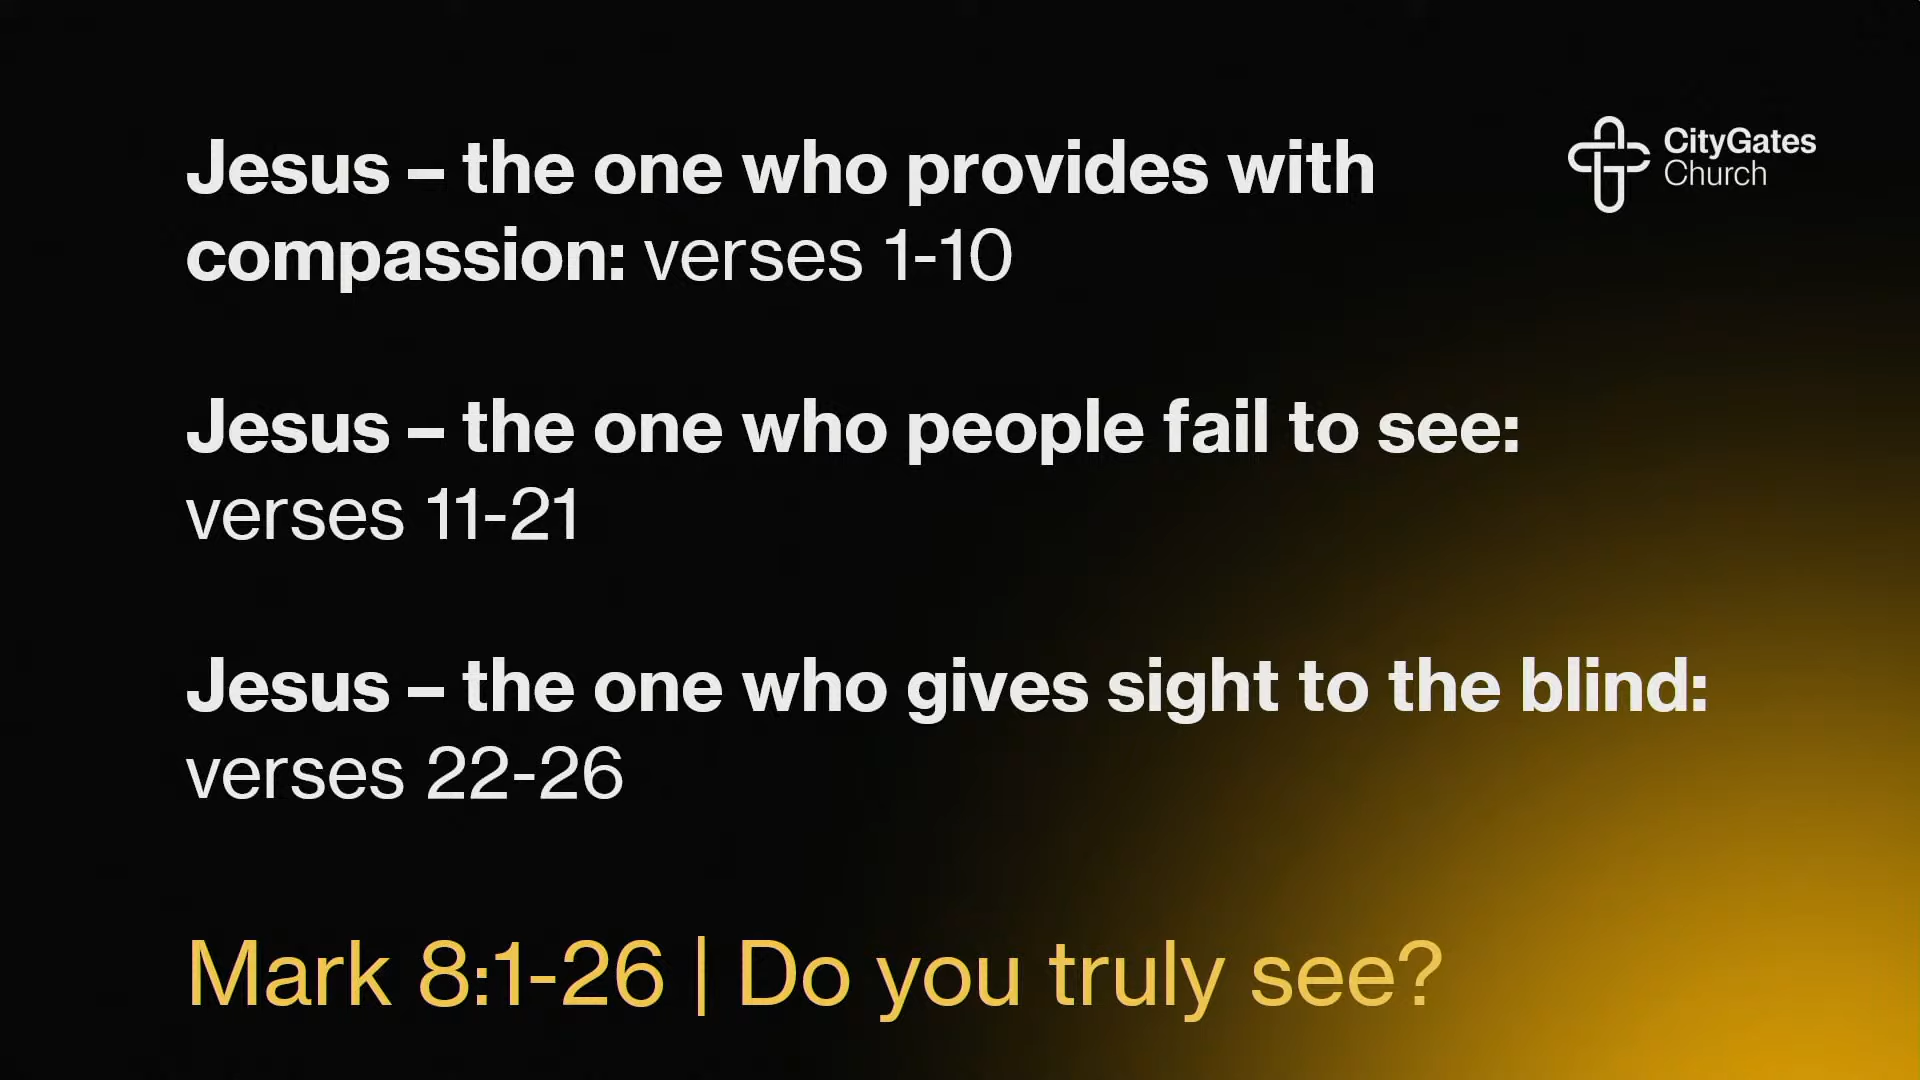 Jesus – the one who provides with
compassion: verses 1-10
CityGates
Church
Jesus – the one who people fail to see:
verses 11-21
Jesus – the one who gives sight to the blind:
verses 22-26
Mark 8:1-26 | Do you truly see?